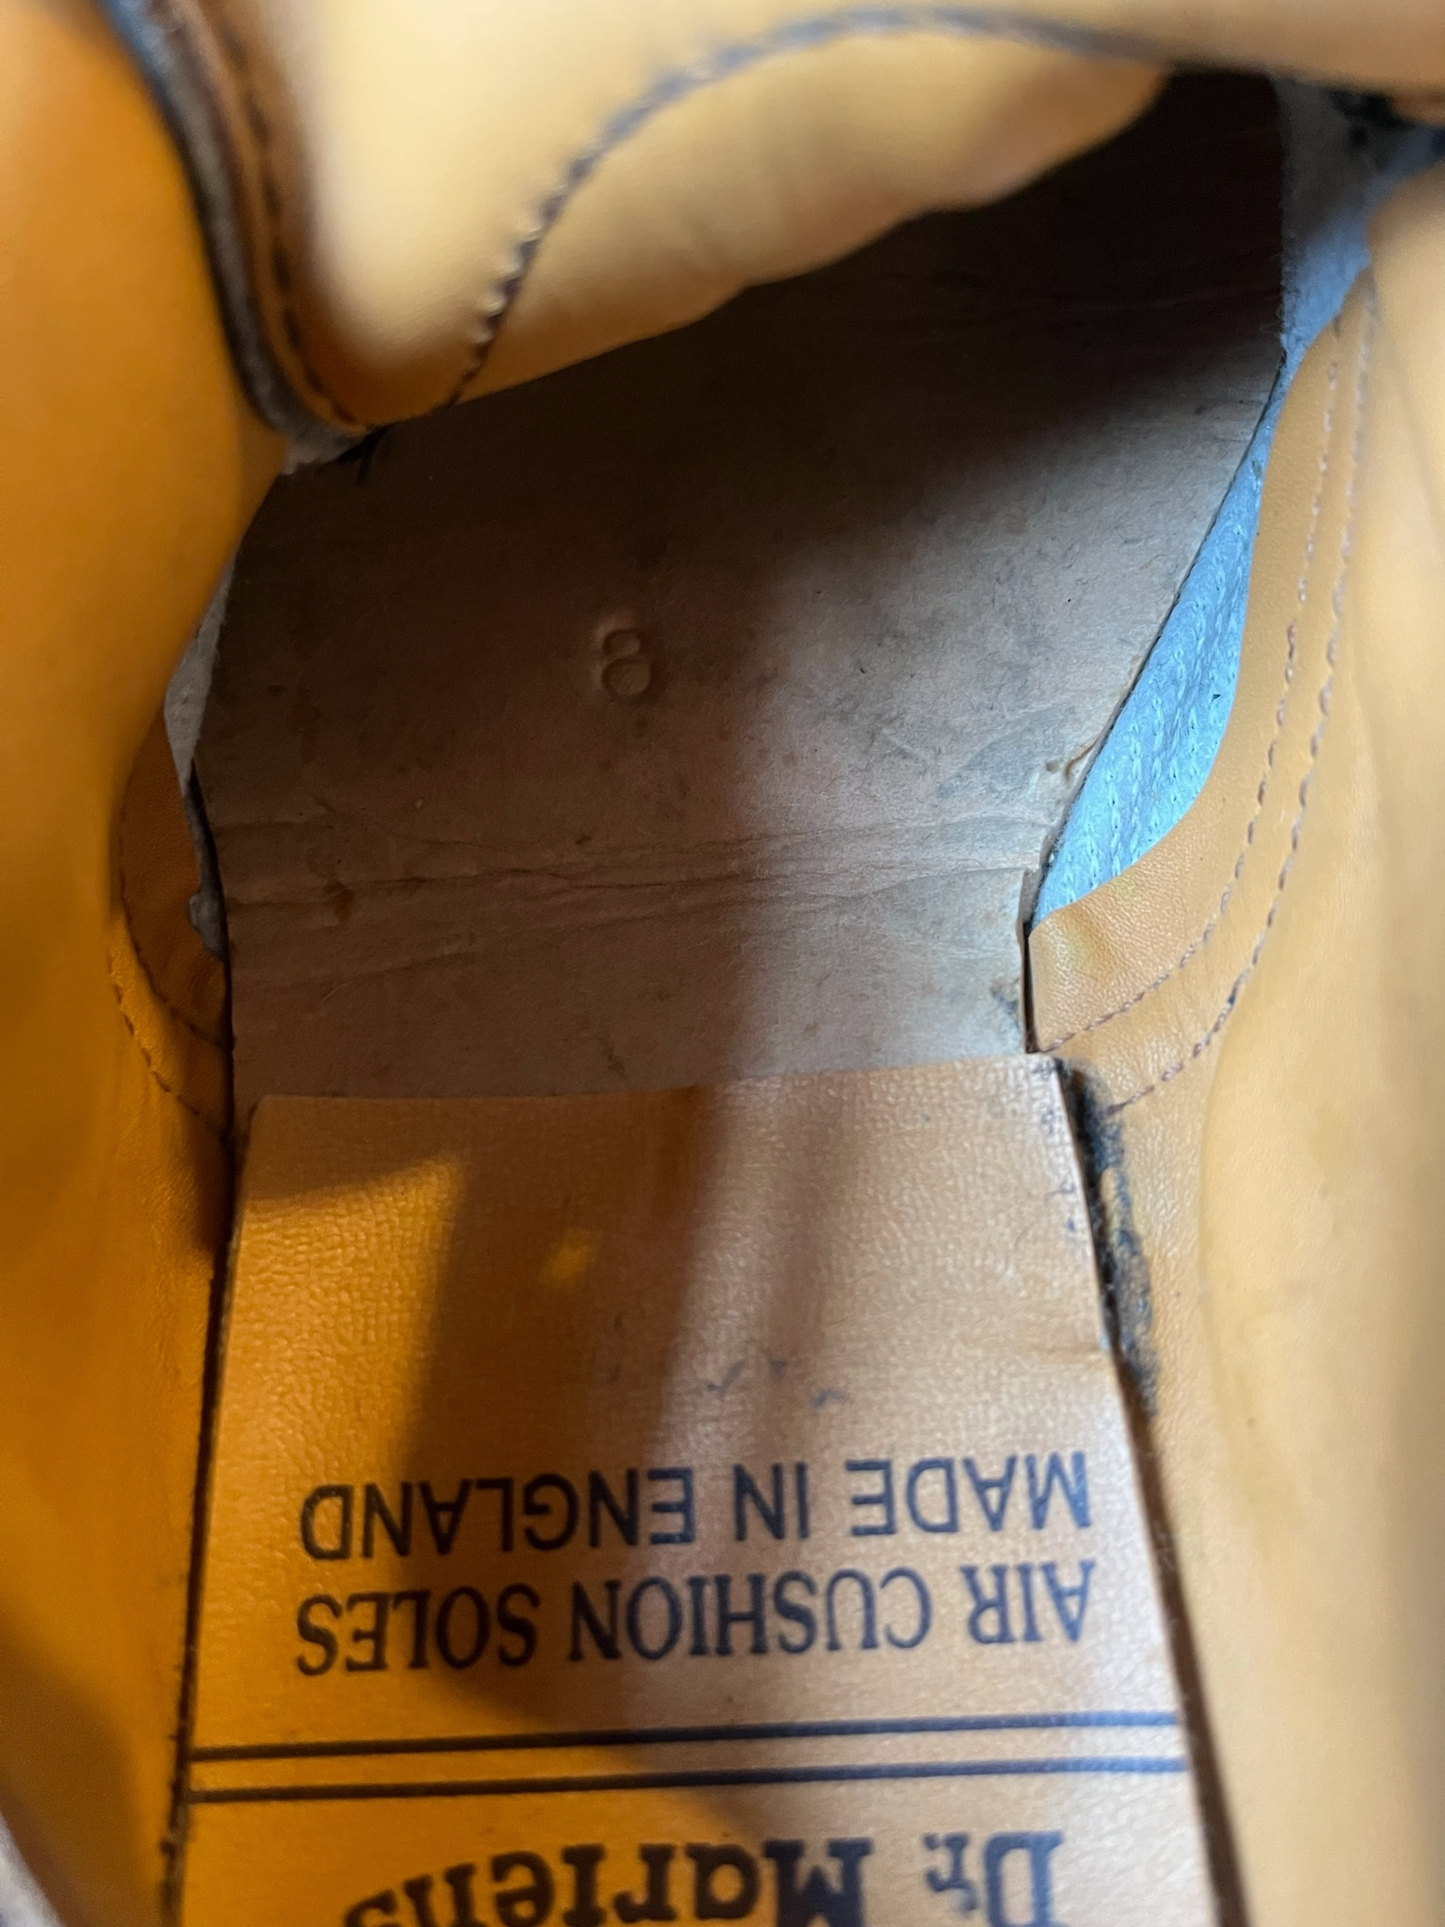 Dr. Martens
AIR CUSHION SOLES
MADE IN ENGLAND
8